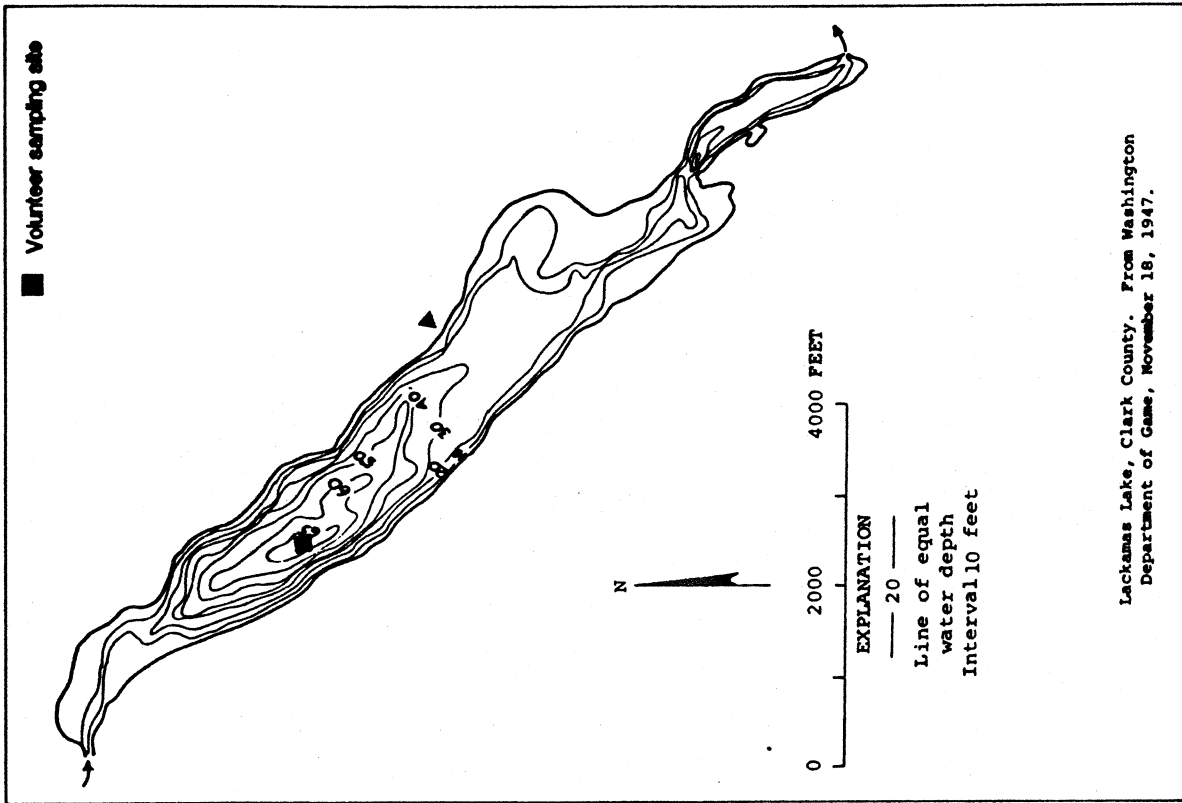 Volunteer sampling site
40
30
50
20
60
N
0 2000 4000 FEET
EXPLANATION
20
Line of equal
water depth
Interval 10 feet
Lackamas Lake, Clark County. From Washington
Department of Game, November 18, 1947.